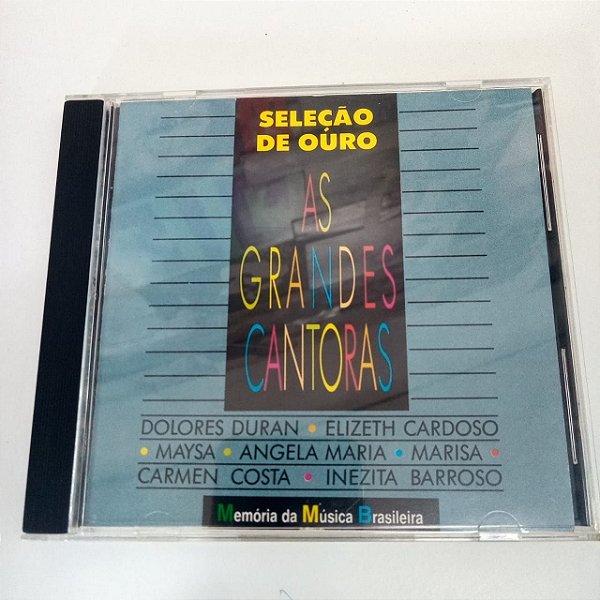 SELEÇÃO
DE OURO
AS
GRANDES
CANTORAS
DOLORES DURAN • ELIZETH CARDOSO
• MAYSA • ANGELA MARIA • MARISA •
CARMEN COSTA • INEZITA BARROSO
Memória da Música Brasileira